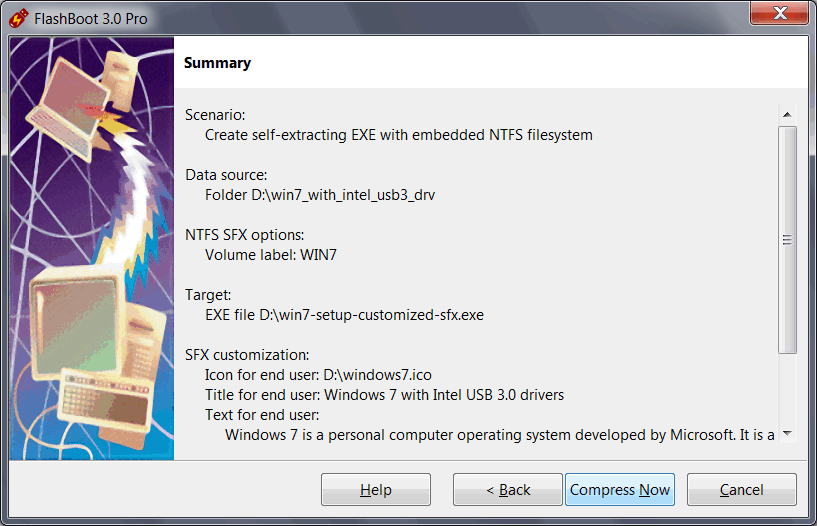 FlashBoot 3.0 Pro
Summary
Scenario:
Create self-extracting EXE with embedded NTFS filesystem
Data source:
Folder D:\win7_with_intel_usb3_drv
NTFS SFX options:
Volume label: WIN7
Target:
EXE file D:\win7-setup-customized-sfx.exe
SFX customization:
Icon for end user: D:\windows7.ico
Title for end user: Windows 7 with Intel USB 3.0 drivers
Text for end user:
Windows 7 is a personal computer operating system developed by Microsoft. It is a
Help
< Back
Compress Now
Cancel